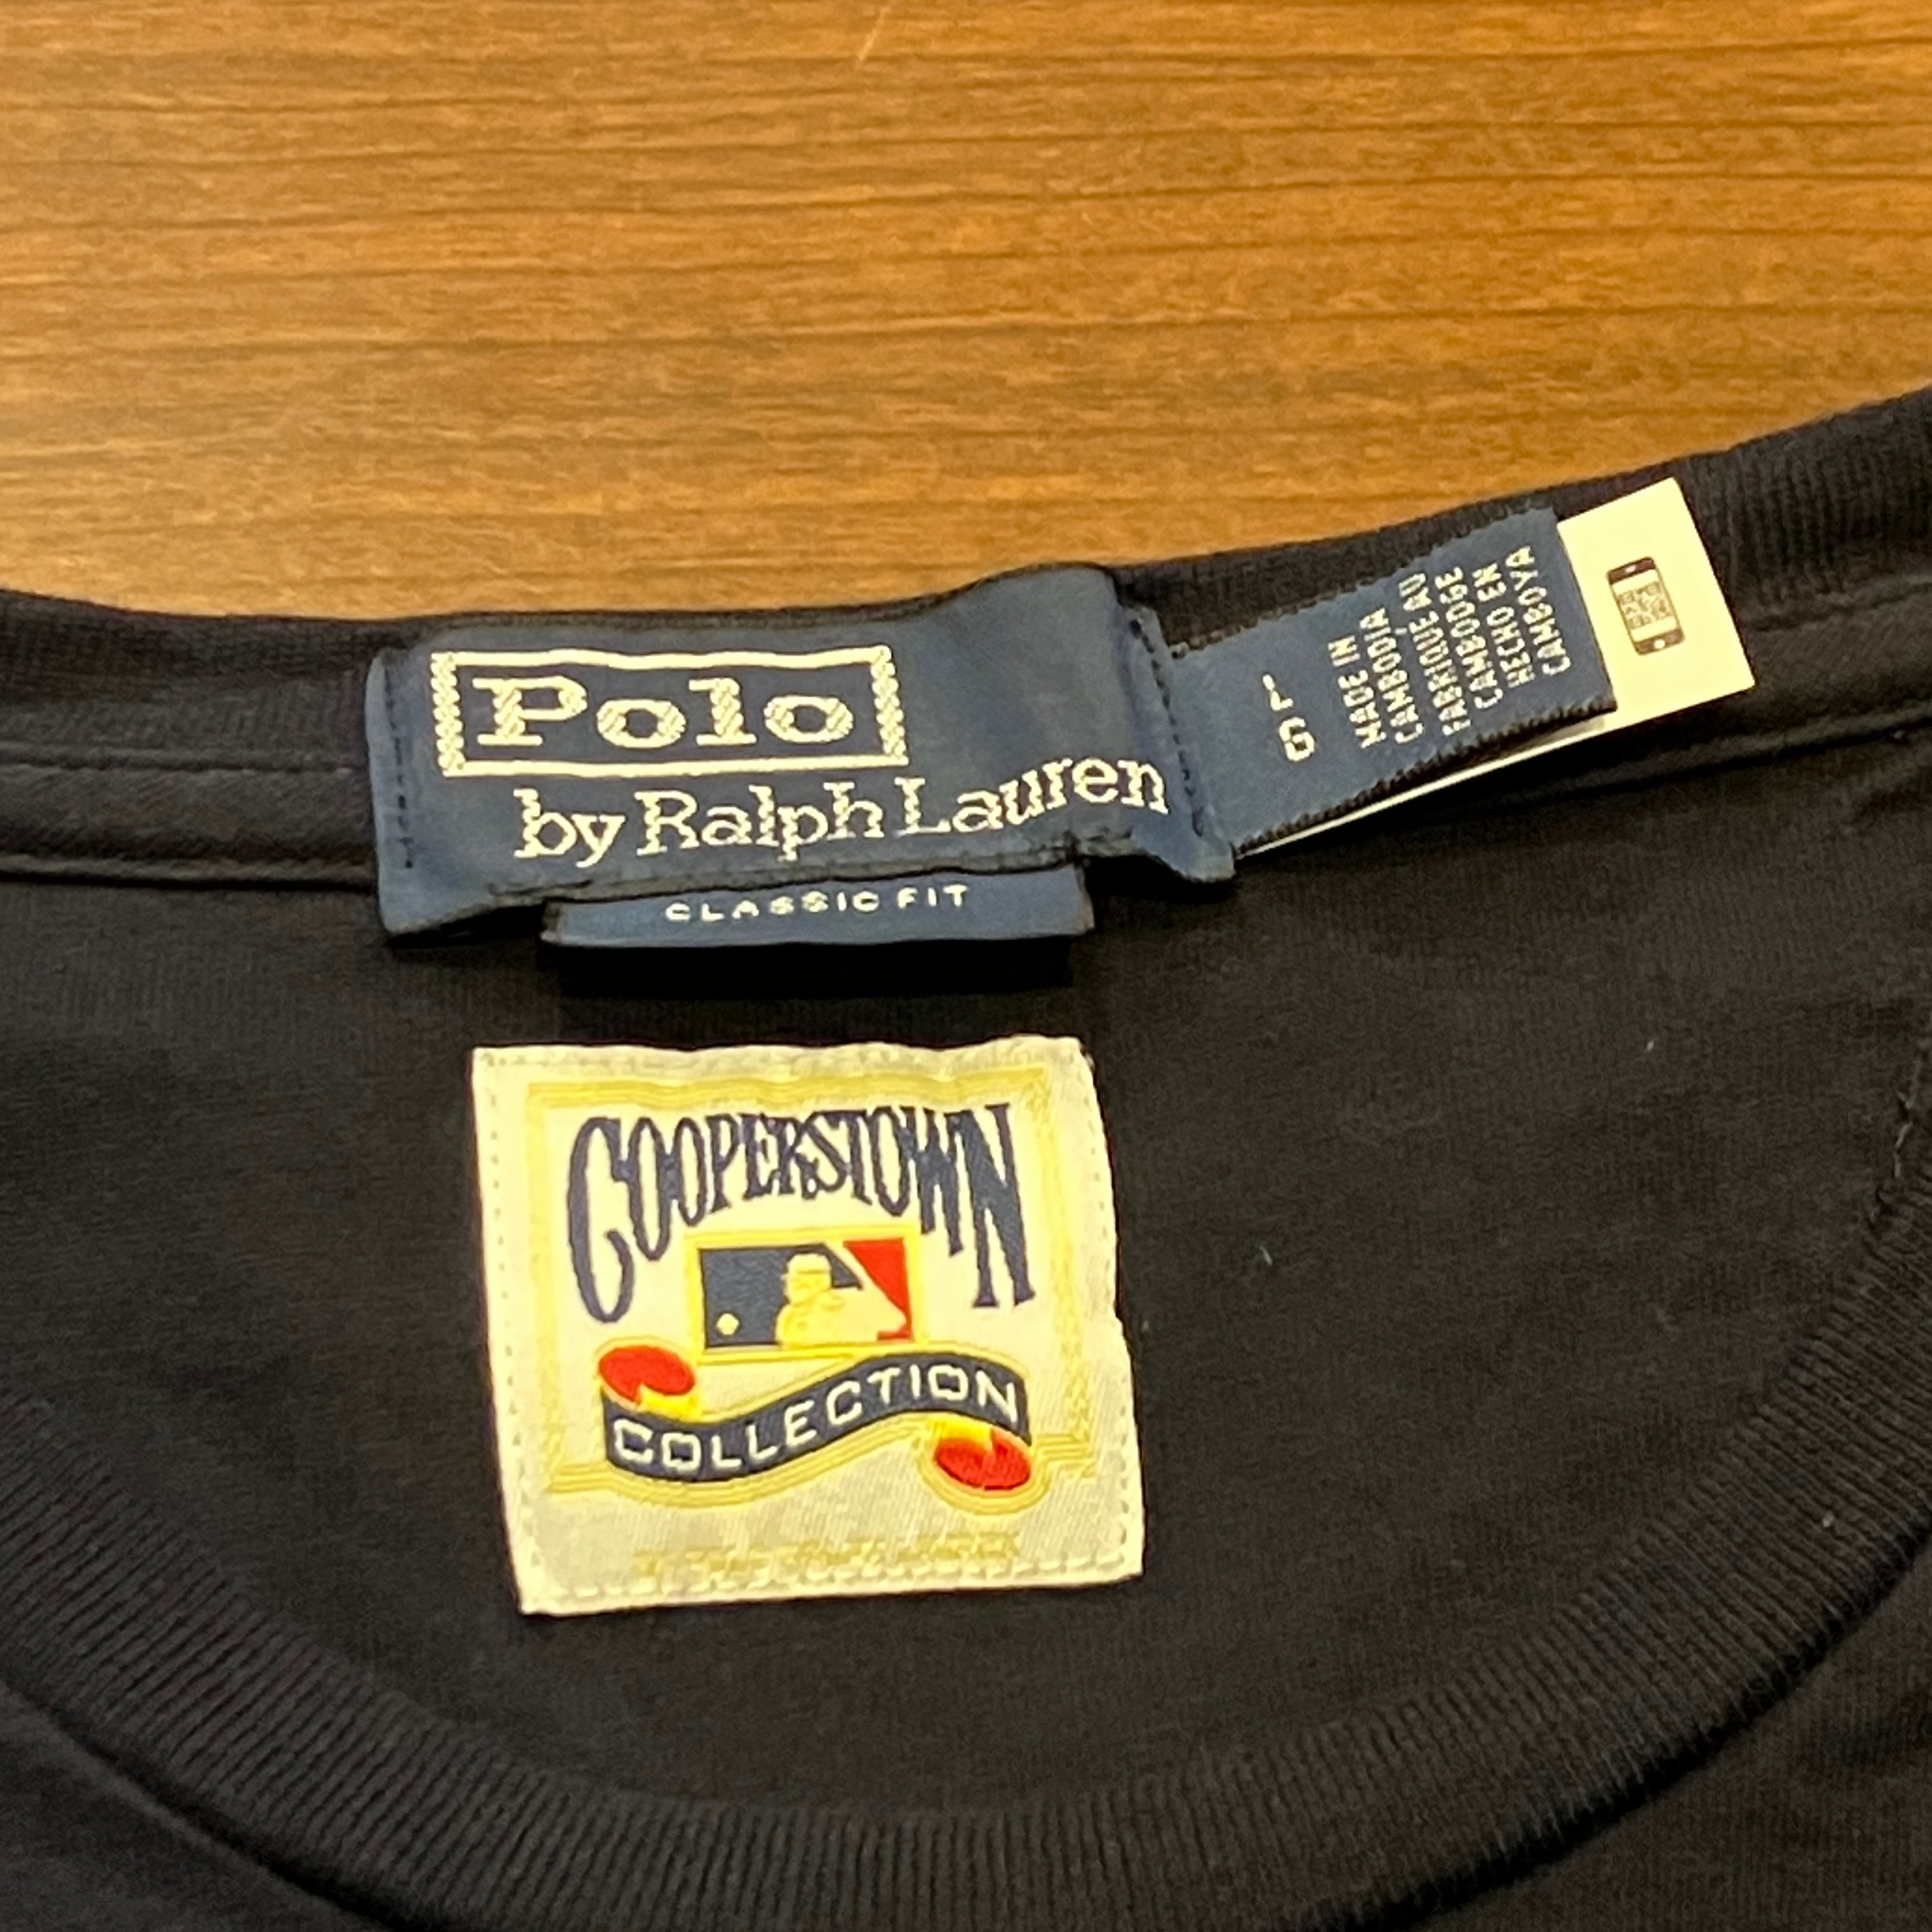 Polo
by Ralph Lauren
CLASSIC FIT
L
G
MADE IN
CAMBODIA
FABRIQUÉ AU
CAMBODGE
HECHO EN
CAMBOYA
COOPERSTOWN
COLLECTION